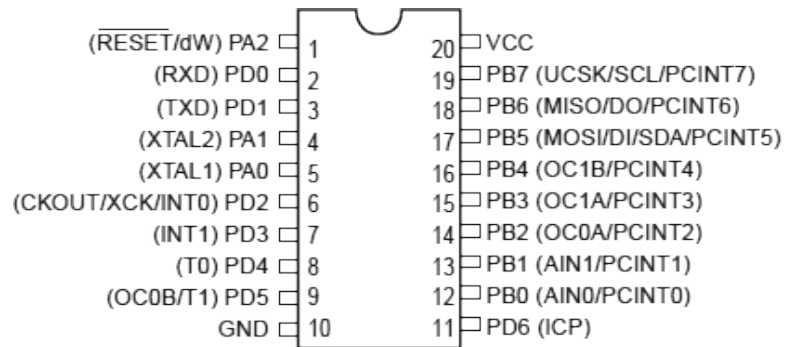 (RESET/dW) PA2 1 20 VCC
(RXD) PD0 2 19 PB7 (UCSK/SCL/PCINT7)
(TXD) PD1 3 18 PB6 (MISO/DO/PCINT6)
(XTAL2) PA1 4 17 PB5 (MOSI/DI/SDA/PCINT5)
(XTAL1) PA0 5 16 PB4 (OC1B/PCINT4)
(CKOUT/XCK/INT0) PD2 6 15 PB3 (OC1A/PCINT3)
(INT1) PD3 7 14 PB2 (OC0A/PCINT2)
(T0) PD4 8 13 PB1 (AIN1/PCINT1)
(OC0B/T1) PD5 9 12 PB0 (AIN0/PCINT0)
GND 10 11 PD6 (ICP)